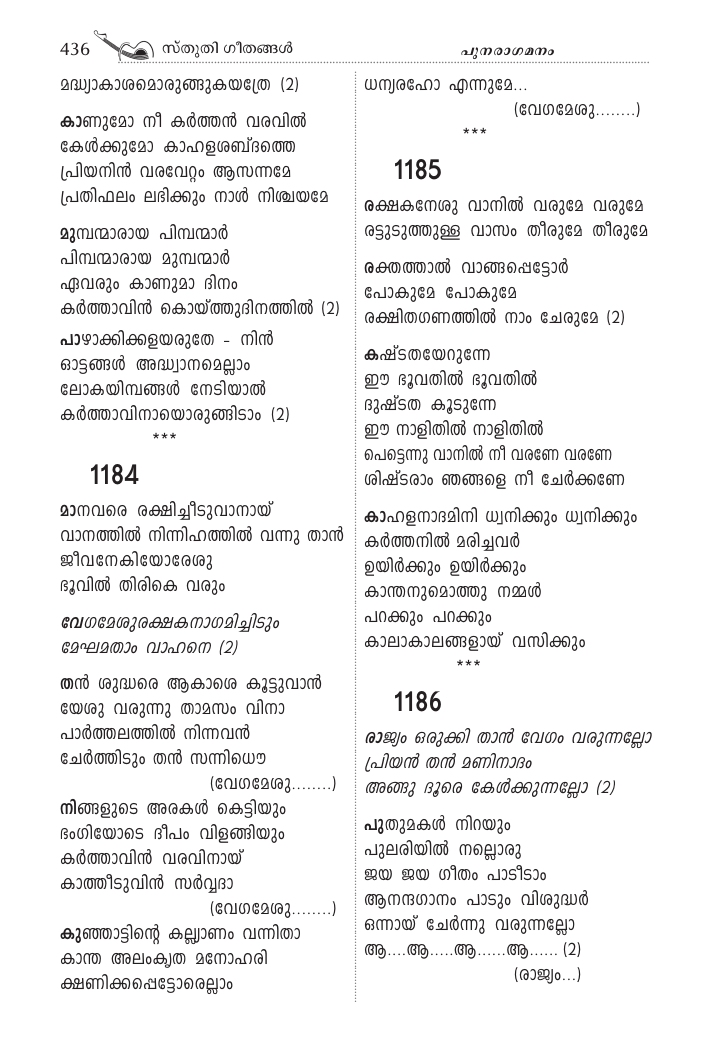 436 സ്തുതി ഗീതങ്ങൾ
പുനരാഗമനം
മദ്ധ്യാകാശമൊരുങ്ങുകയത്രേ (2)
കാണുമോ നീ കർത്തൻ വരവിൽ
കേൾക്കുമോ കാഹളശബ്ദത്തെ
പ്രിയനിൻ വരവേറ്റം ആസന്നമേ
പ്രതിഫലം ലഭിക്കും നാൾ നിശ്ചയമേ
മുമ്പന്മാരായ പിമ്പന്മാർ
പിമ്പന്മാരായ മുമ്പന്മാർ
ഏവരും കാണുമാ ദിനം
കർത്താവിൻ കൊയ്ത്തുദിനത്തിൽ (2)
പാഴാക്കിക്കളയരുതേ – നിൻ
ഓട്ടങ്ങൾ അദ്ധ്വാനമെല്ലാം
ലോകയിമ്പങ്ങൾ നേടിയാൽ
കർത്താവിനായൊരുങ്ങിടാം (2)
***
1184
മാനവരെ രക്ഷിച്ചീടുവാനായ്
വാനത്തിൽ നിന്നിഹത്തിൽ വന്നു താൻ
ജീവനേകിയോരേശു
ഭൂവിൽ തിരികെ വരും
വേഗമേശുരക്ഷകനാഗമിച്ചിടും
മേഘമതാം വാഹനെ (2)
തൻ ശുദ്ധരെ ആകാശെ കൂട്ടുവാൻ
യേശു വരുന്നു താമസം വിനാ
പാർത്തലത്തിൽ നിന്നവൻ
ചേർത്തിടും തൻ സന്നിധൌ
(വേഗമേശു........)
നിങ്ങളുടെ അരകൾ കെട്ടിയും
ഭംഗിയോടെ ദീപം വിളങ്ങിയും
കർത്താവിൻ വരവിനായ്
കാത്തീടുവിൻ സർവ്വദാ
(വേഗമേശു........)
കുഞ്ഞാട്ടിന്റെ കല്ല്യാണം വന്നിതാ
കാന്ത അലംകൃത മനോഹരി
ക്ഷണിക്കപ്പെട്ടോരെല്ലാം
ധന്യരഹോ എന്നുമേ...
(വേഗമേശു........)
***
1185
രക്ഷകനേശു വാനിൽ വരുമേ വരുമേ
രട്ടുടുത്തുള്ള വാസം തീരുമേ തീരുമേ
രക്തത്താൽ വാങ്ങപ്പെട്ടോർ
പോകുമേ പോകുമേ
രക്ഷിതഗണത്തിൽ നാം ചേരുമേ (2)
കഷ്ടതയേറുന്നേ
ഈ ഭൂവതിൽ ഭൂവതിൽ
ദുഷ്ടത കൂടുന്നേ
ഈ നാളിതിൽ നാളിതിൽ
പെട്ടെന്നു വാനിൽ നീ വരണേ വരണേ
ശിഷ്ടരാം ഞങ്ങളെ നീ ചേർക്കണേ
കാഹളനാദമിനി ധ്വനിക്കും ധ്വനിക്കും
കർത്തനിൽ മരിച്ചവർ
ഉയിർക്കും ഉയിർക്കും
കാന്തനുമൊത്തു നമ്മൾ
പറക്കും പറക്കും
കാലാകാലങ്ങളായ് വസിക്കും
***
1186
രാജ്യം ഒരുക്കി താൻ വേഗം വരുന്നല്ലോ
പ്രിയൻ തൻ മണിനാദം
അങ്ങു ദൂരെ കേൾക്കുന്നല്ലോ (2)
പുതുമകൾ നിറയും
പുലരിയിൽ നല്ലൊരു
ജയ ജയ ഗീതം പാടീടാം
ആനന്ദഗാനം പാടും വിശുദ്ധർ
ഒന്നായ് ചേർന്നു വരുന്നല്ലോ
ആ....ആ.....ആ......ആ...... (2)
(രാജ്യം...)